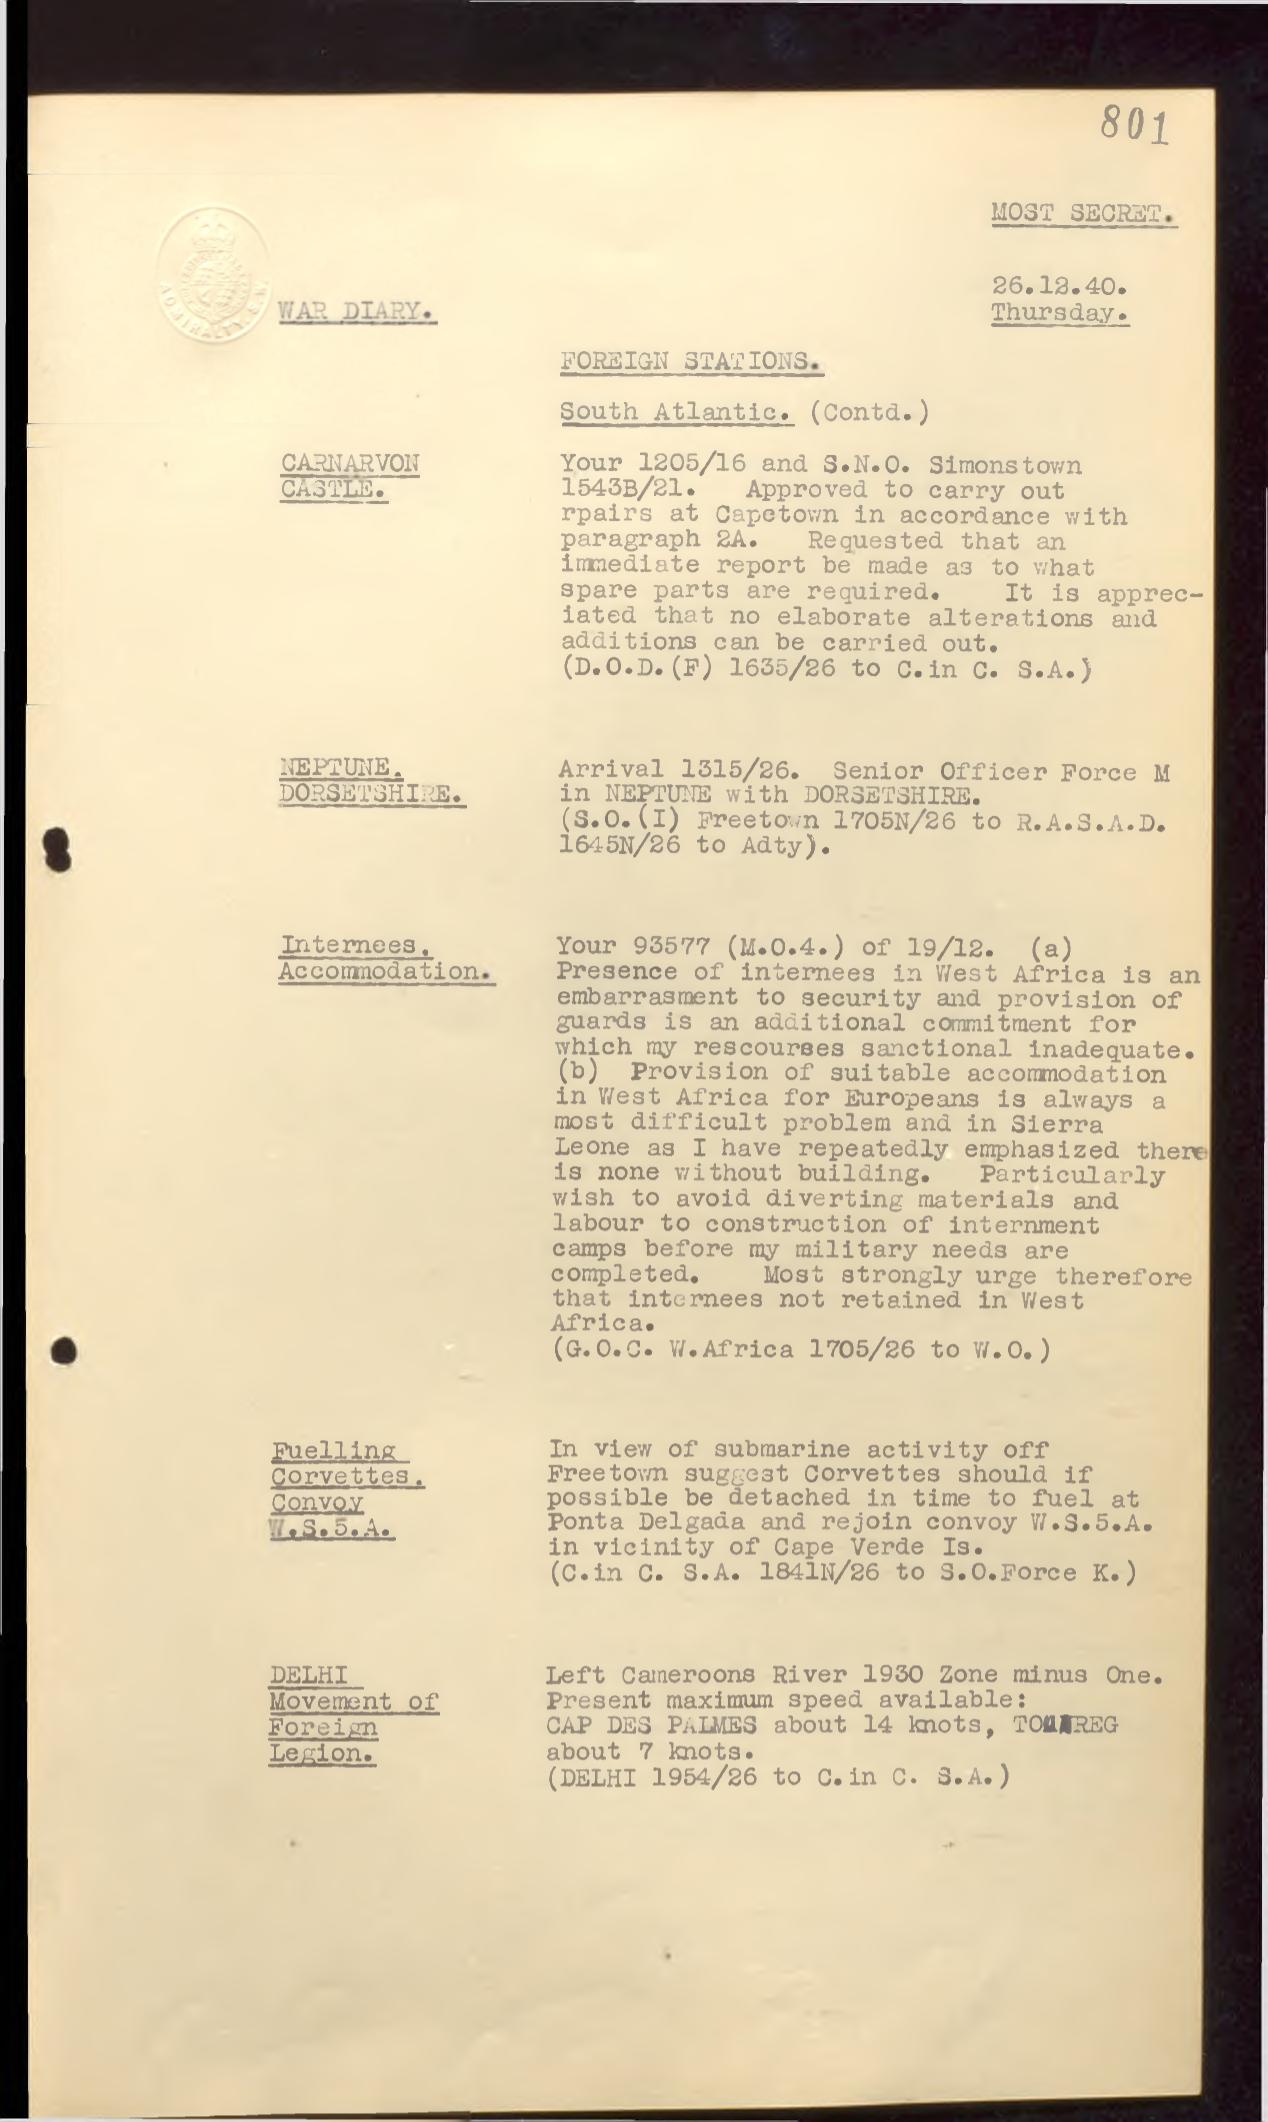 801
MOST SECRET.
26.12.40.
Thursday.
ADMIRALTY. S.W.
WAR DIARY.
FOREIGN STATIONS.
South Atlantic. (Contd.)
CARNARVON
CASTLE.
Your 1205/16 and S.N.O. Simonstown
1543B/21. Approved to carry out
rpairs at Capetown in accordance with
paragraph 2A. Requested that an
immediate report be made as to what
spare parts are required. It is apprec-
iated that no elaborate alterations and
additions can be carried out.
(D.O.D.(F) 1635/26 to C.in C. S.A.)
NEPTUNE.
DORSETSHIRE.
Arrival 1315/26. Senior Officer Force M
in NEPTUNE with DORSETSHIRE.
(S.O.(I) Freetown 1705N/26 to R.A.S.A.D.
1645N/26 to Adty).
Internees.
Accommodation.
Your 93577 (M.O.4.) of 19/12. (a)
Presence of internees in West Africa is an
embarrasment to security and provision of
guards is an additional commitment for
which my rescourses sanctional inadequate.
(b) Provision of suitable accommodation
in West Africa for Europeans is always a
most difficult problem and in Sierra
Leone as I have repeatedly emphasized there
is none without building. Particularly
wish to avoid diverting materials and
labour to construction of internment
camps before my military needs are
completed. Most strongly urge therefore
that internees not retained in West
Africa.
(G.O.C. W.Africa 1705/26 to W.O.)
Fuelling
Corvettes.
Convoy
W.S.5.A.
In view of submarine activity off
Freetown suggest Corvettes should if
possible be detached in time to fuel at
Ponta Delgada and rejoin convoy W.S.5.A.
in vicinity of Cape Verde Is.
(C.in C. S.A. 1841N/26 to S.O.Force K.)
DELHI
Movement of
Foreign
Legion.
Left Cameroons River 1930 Zone minus One.
Present maximum speed available:
CAP DES PALMES about 14 knots, TOUAREG
about 7 knots.
(DELHI 1954/26 to C.in C. S.A.)